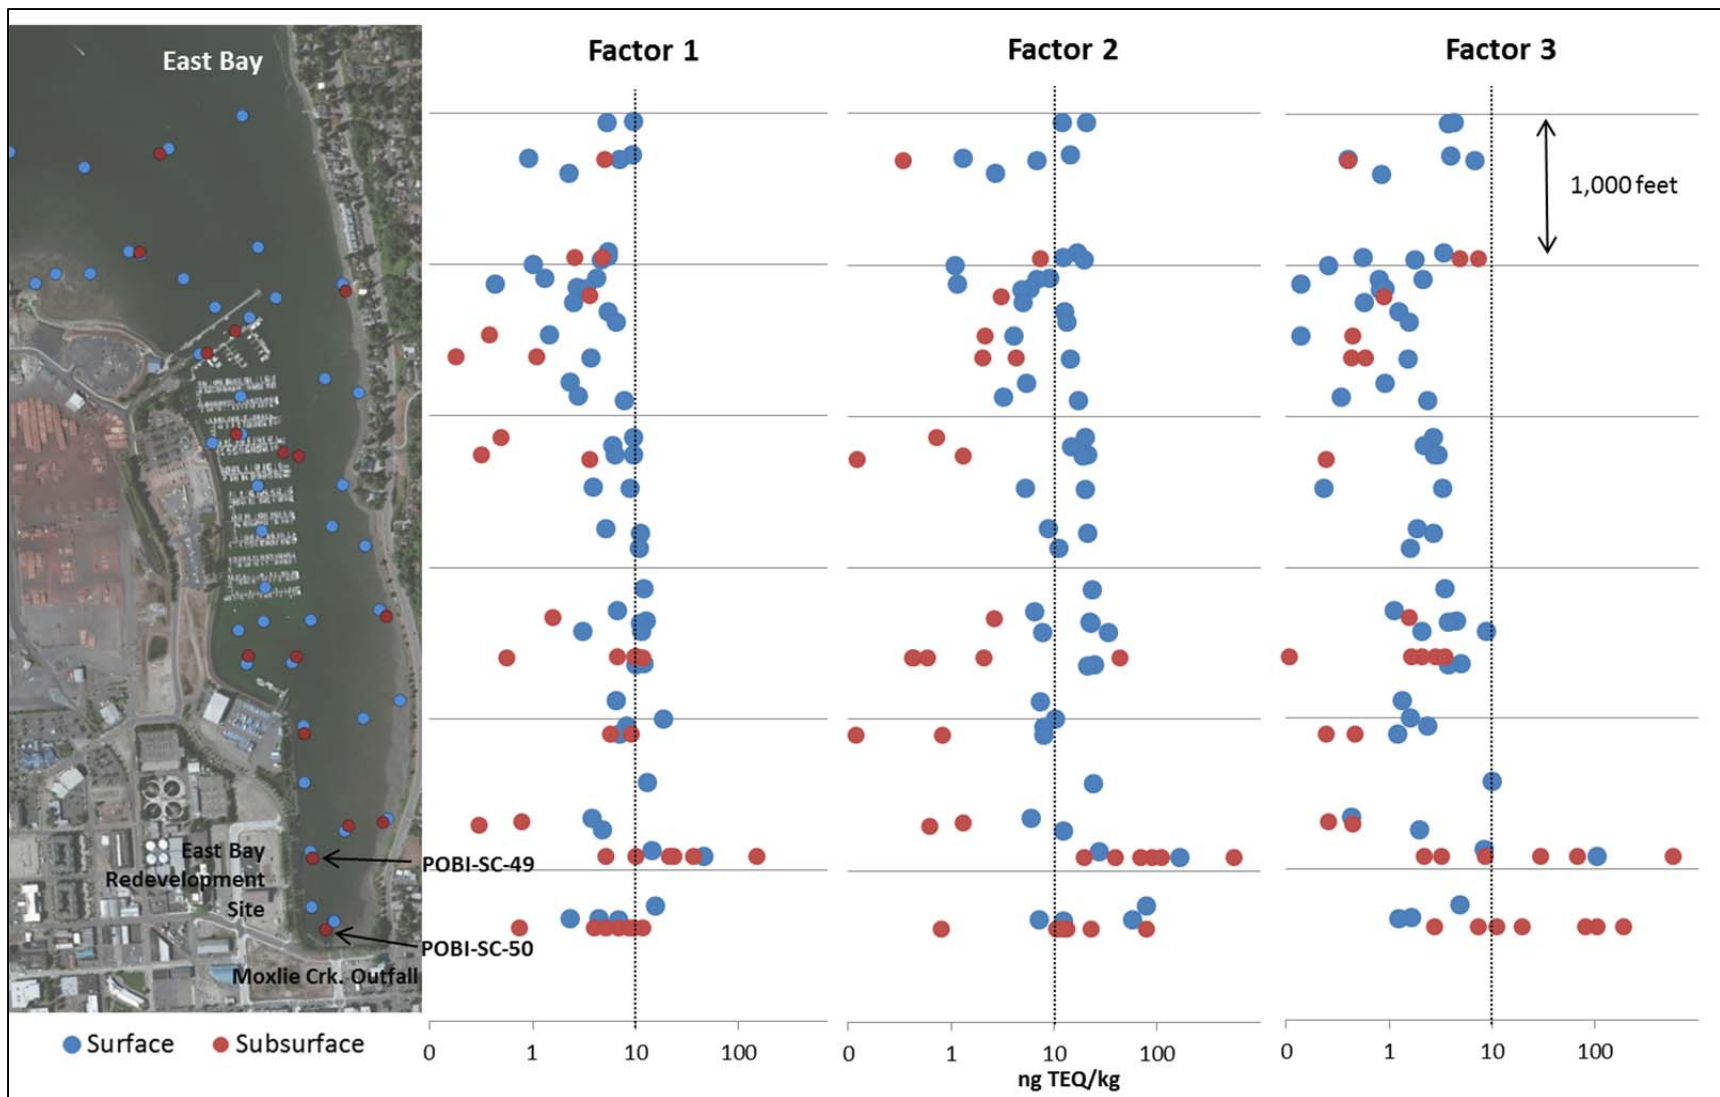 East Bay
Factor 1
Factor 2
Factor 3
1,000 feet
East Bay
Redevelopment
Site
POBI-SC-49
POBI-SC-50
Moxlie Crk. Outfall
Surface
Subsurface
0 1 10 100
0 1 10 100
0 1 10 100
ng TEQ/kg